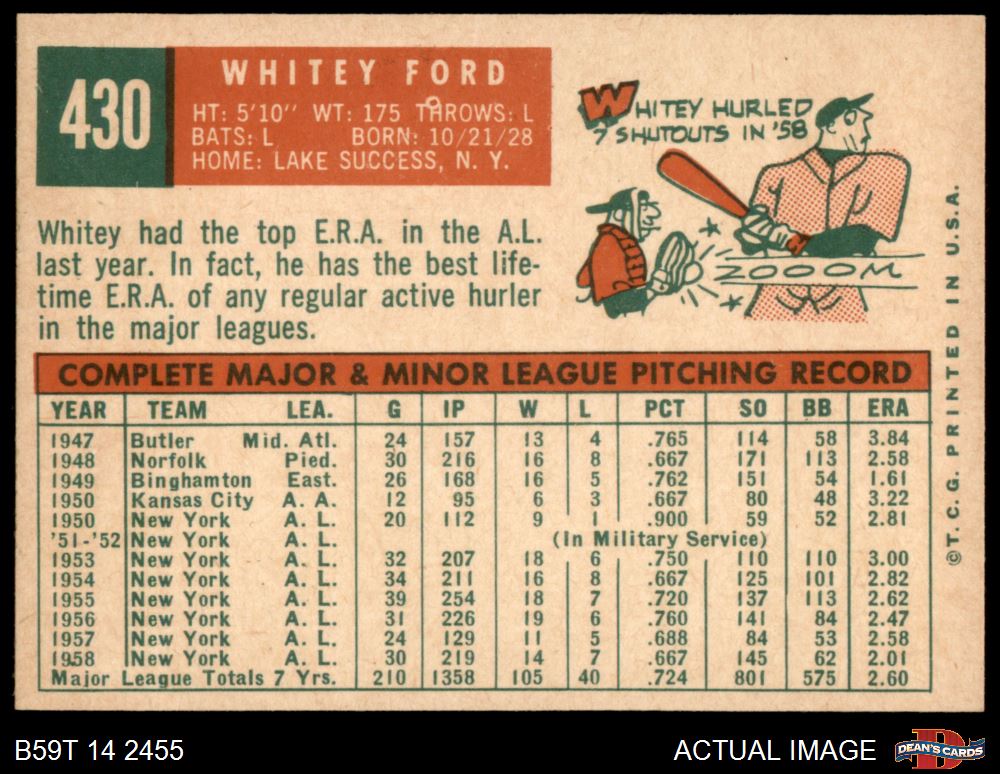 430
WHITEY FORD
HT: 5'10" WT: 175 THROWS: L
BATS: L BORN: 10/21/28
HOME: LAKE SUCCESS, N. Y.
WHITEY HURLED
7 SHUTOUTS IN '58
ZOOOM
Whitey had the top E.R.A. in the A.L.
last year. In fact, he has the best life-
time E.R.A. of any regular active hurler
in the major leagues.
COMPLETE MAJOR & MINOR LEAGUE PITCHING RECORD
YEAR TEAM LEA. G IP W L PCT SO BB ERA
1947 Butler Mid. Atl. 24 157 13 4 .765 114 58 3.84
1948 Norfolk Pied. 30 216 16 8 .667 171 113 2.58
1949 Binghamton East. 26 168 16 5 .762 151 54 1.61
1950 Kansas City A. A. 12 95 6 3 .667 80 48 3.22
1950 New York A. L. 20 112 9 1 .900 59 52 2.81
'51-'52 New York A. L. (In Military Service)
1953 New York A. L. 32 207 18 6 .750 110 110 3.00
1954 New York A. L. 34 211 16 8 .667 125 101 2.82
1955 New York A. L. 39 254 18 7 .720 137 113 2.62
1956 New York A. L. 31 226 19 6 .760 141 84 2.47
1957 New York A. L. 24 129 11 5 .688 84 53 2.58
1958 New York A. L. 30 219 14 7 .667 145 62 2.01
Major League Totals 7 Yrs. 210 1358 105 40 .724 801 575 2.60
©T. C. G. PRINTED IN U.S.A.
B59T 14 2455
ACTUAL IMAGE
D
DEAN'S CARDS